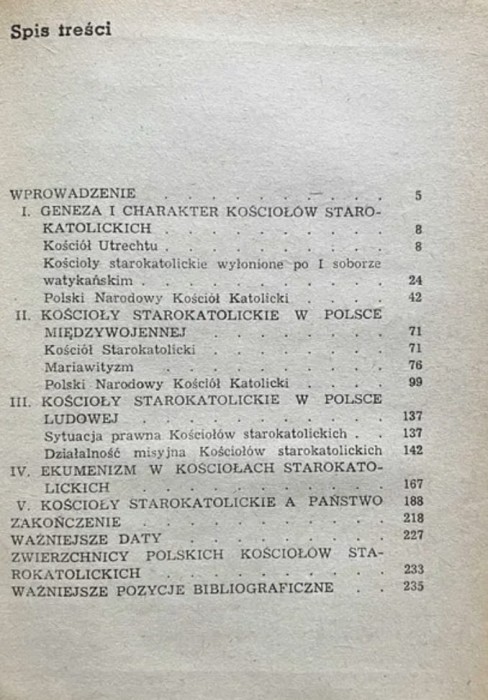 Spis treści
WPROWADZENIE . . . . . . . . . . 5
I. GENEZA I CHARAKTER KOŚCIOŁÓW STARO-
KATOLICKICH . . . . . . . . . 8
Kościół Utrechtu . . . . . . . . . 8
Kościoły starokatolickie wyłonione po I soborze
watykańskim . . . . . . . . . . 24
Polski Narodowy Kościół Katolicki . . . . 42
II. KOŚCIOŁY STAROKATOLICKIE W POLSCE
MIĘDZYWOJENNEJ . . . . . . . . 71
Kościół Starokatolicki . . . . . . . 71
Mariawityzm . . . . . . . . . . 76
Polski Narodowy Kościół Katolicki . . . . 99
III. KOŚCIOŁY STAROKATOLICKIE W POLSCE
LUDOWEJ . . . . . . . . . . 137
Sytuacja prawna Kościołów starokatolickich . . 137
Działalność misyjna Kościołów starokatolickich 142
IV. EKUMENIZM W KOŚCIOŁACH STAROKATO-
LICKICH . . . . . . . . . . 167
V. KOŚCIOŁY STAROKATOLICKIE A PAŃSTWO 188
ZAKOŃCZENIE . . . . . . . . . . 218
WAŻNIEJSZE DATY . . . . . . . . 227
ZWIERZCHNICY POLSKICH KOŚCIOŁÓW STA-
ROKATOLICKICH . . . . . . . . . 233
WAŻNIEJSZE POZYCJE BIBLIOGRAFICZNE . . 235